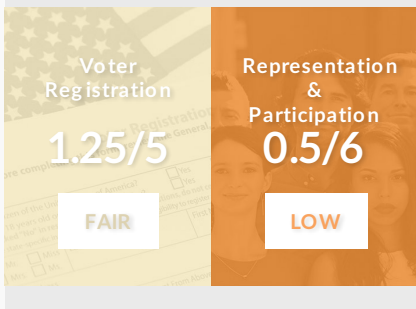 Voter
Registration
1.25/5
FAIR
Representation
&
Participation
0.5/6
LOW